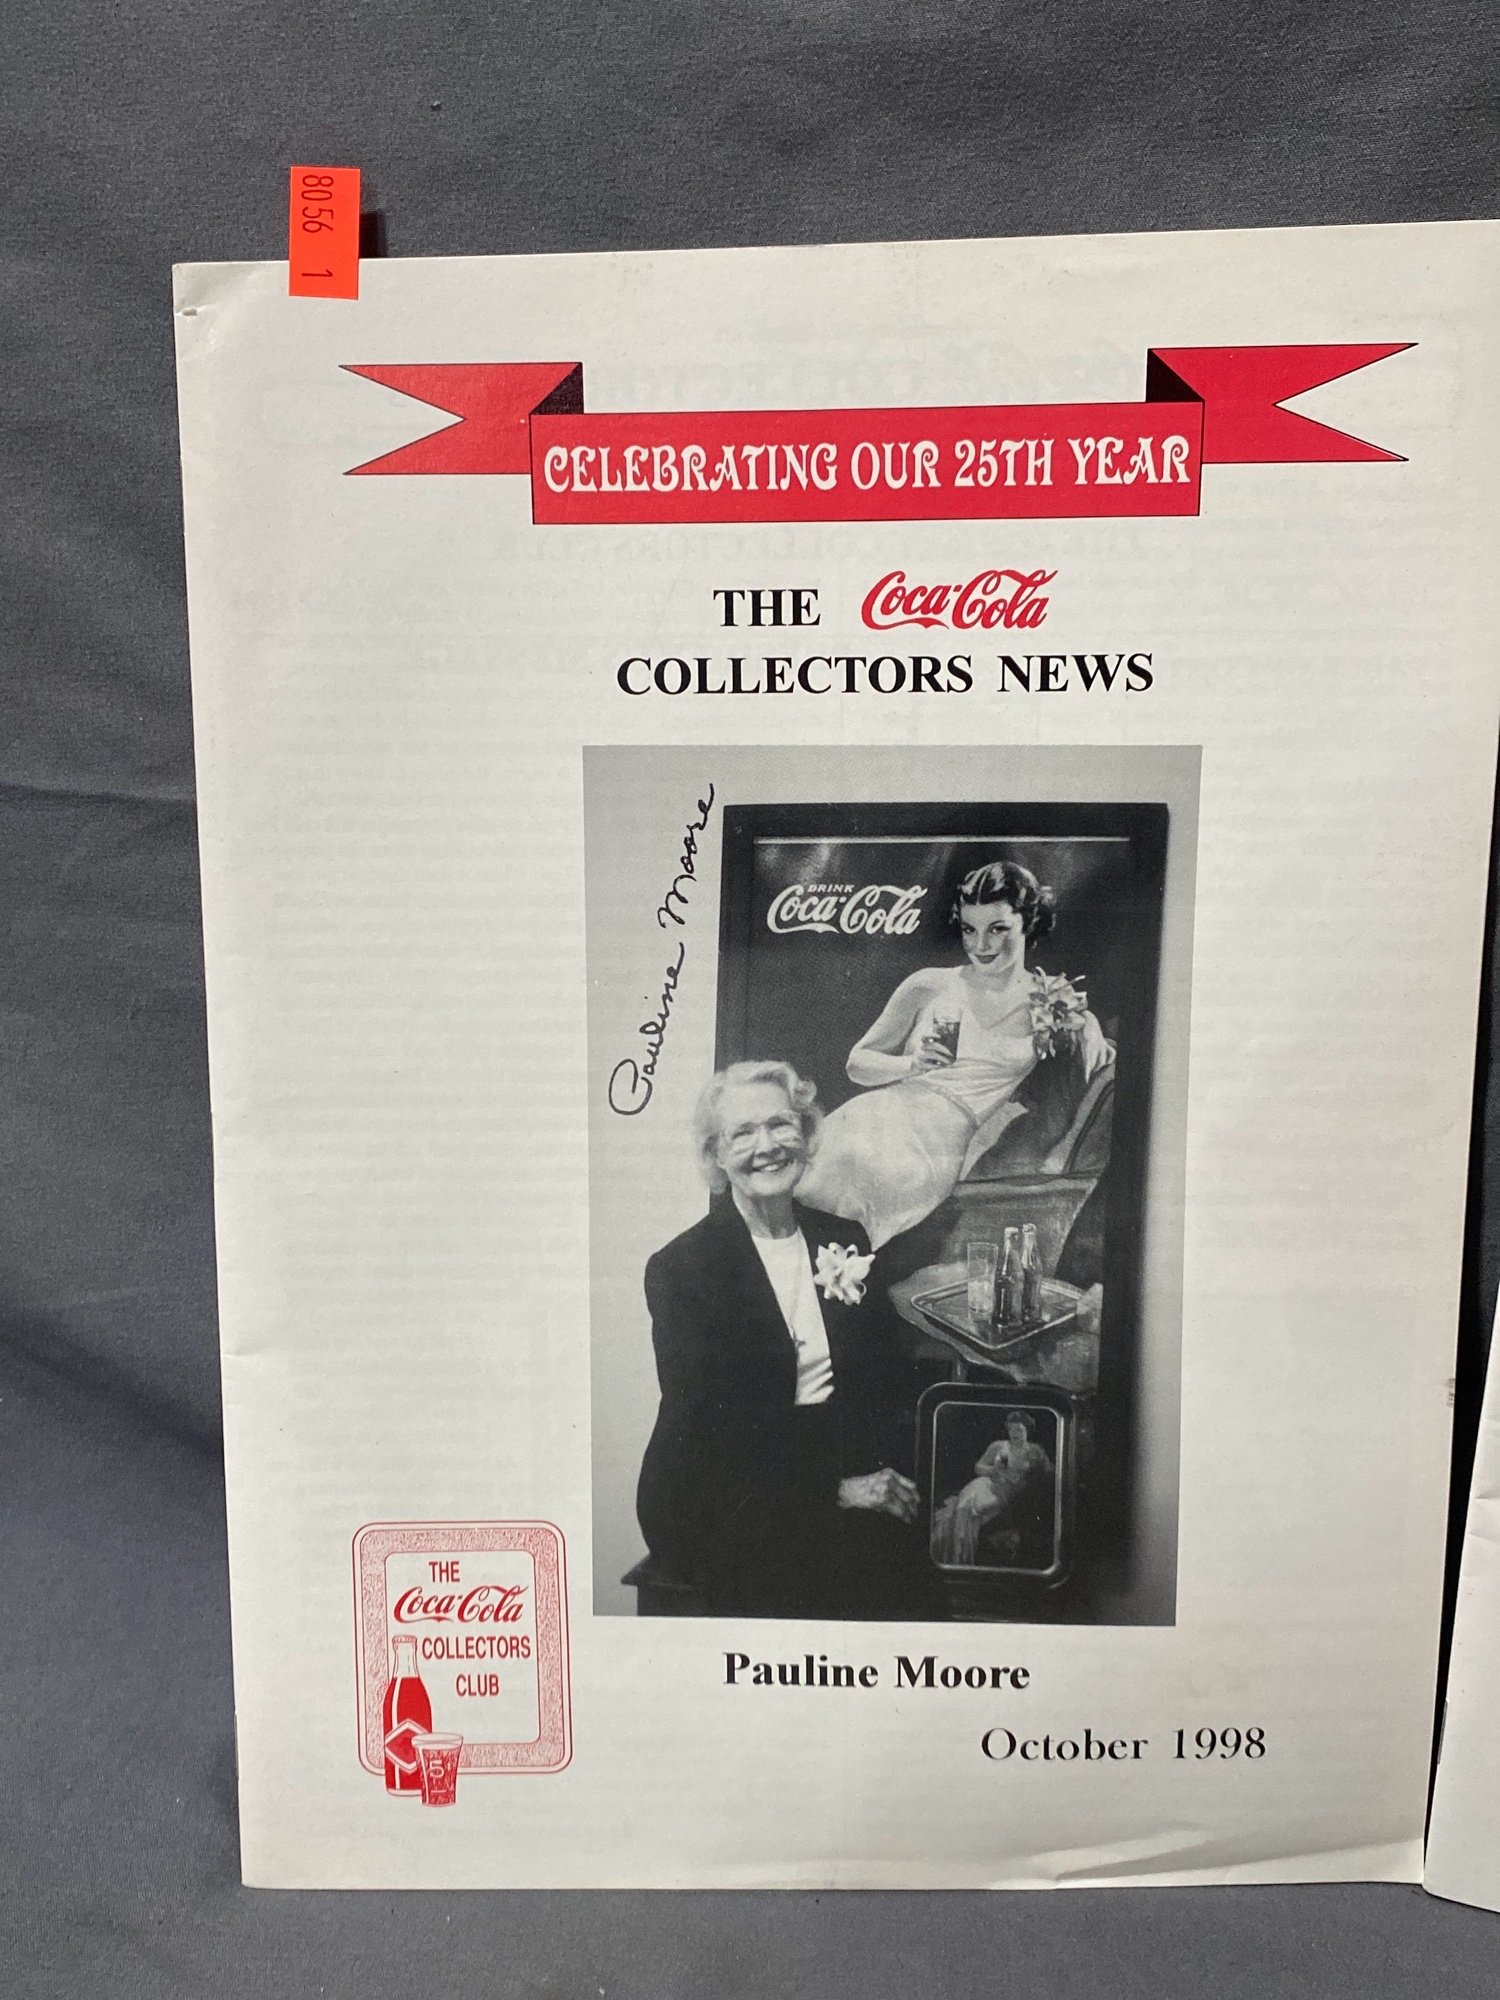 8056 1
CELEBRATING OUR 25TH YEAR
THE Coca-Cola
COLLECTORS NEWS
Pauline Moore
DRINK
Coca-Cola
THE
Coca-Cola
COLLECTORS
CLUB
5¢
Pauline Moore
October 1998